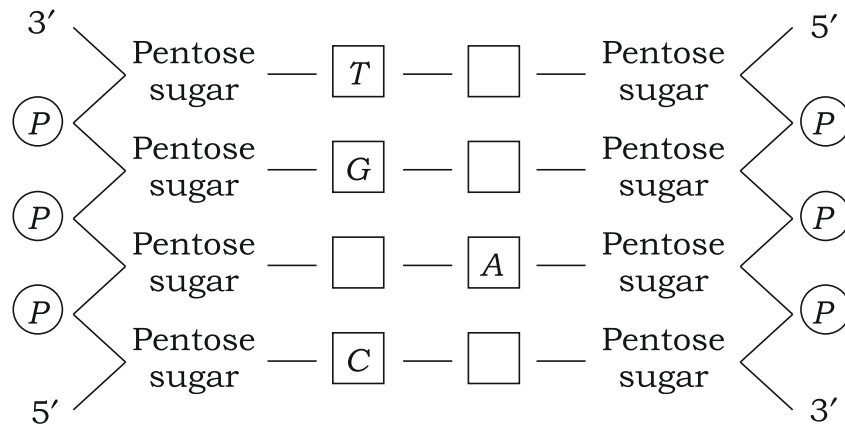 3′ 5′
Pentose sugar T Pentose sugar
P P
Pentose sugar G Pentose sugar
P P
Pentose sugar A Pentose sugar
P P
Pentose sugar C Pentose sugar
5′ 3′